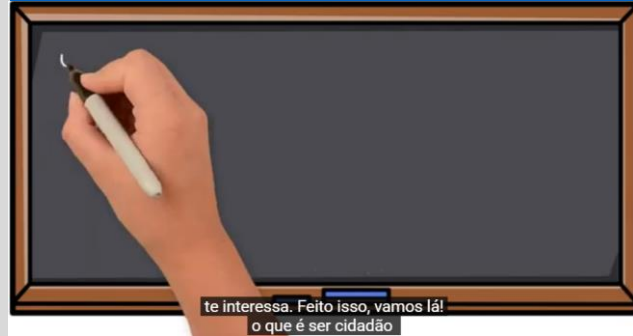 te interessa. Feito isso, vamos lá!
o que é ser cidadão